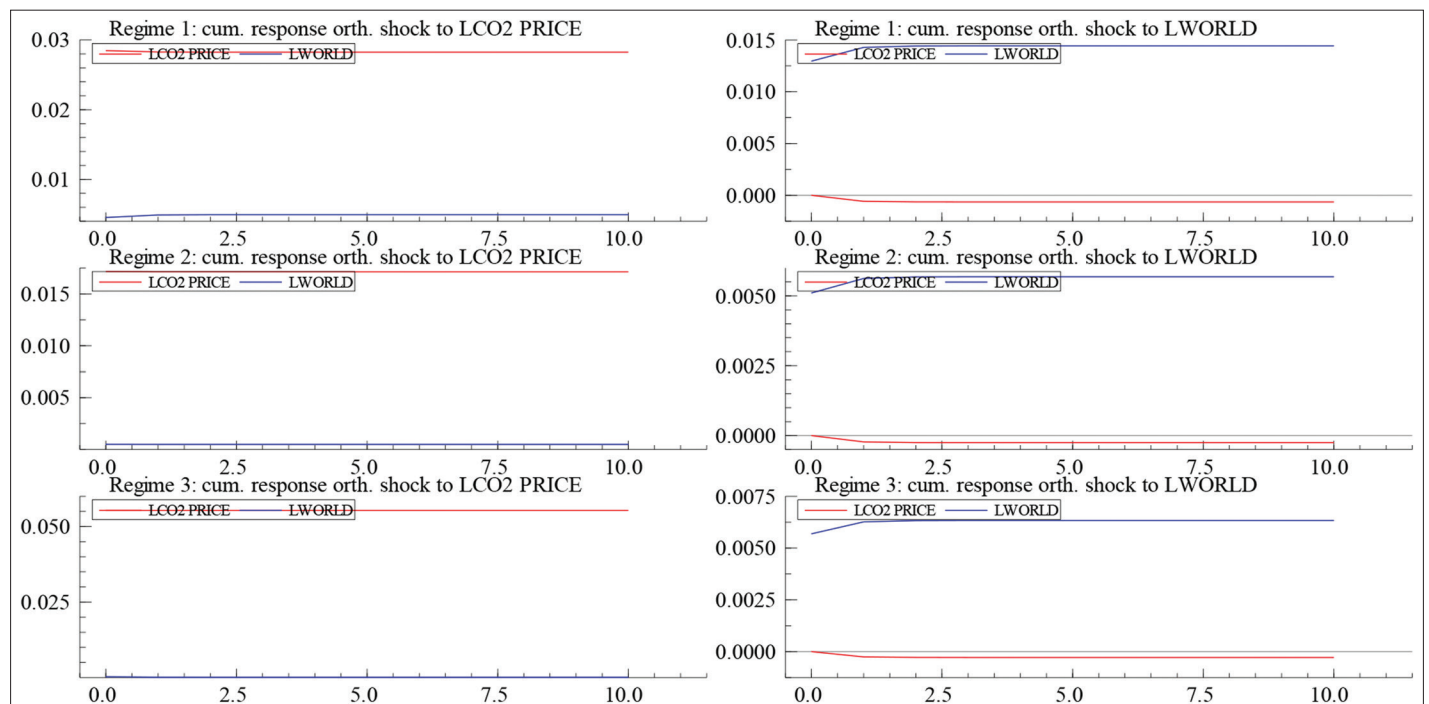 Regime 1: cum. response orth. shock to LCO2 PRICE
0.03
LCO2 PRICE LWORLD
0.02
0.01
0.0 2.5 5.0 7.5 10.0
Regime 1: cum. response orth. shock to LWORLD
0.015
LCO2 PRICE LWORLD
0.010
0.005
0.000
0.0 2.5 5.0 7.5 10.0
Regime 2: cum. response orth. shock to LCO2 PRICE
LCO2 PRICE LWORLD
0.015
0.010
0.005
0.0 2.5 5.0 7.5 10.0
Regime 2: cum. response orth. shock to LWORLD
LCO2 PRICE LWORLD
0.0050
0.0025
0.0000
0.0 2.5 5.0 7.5 10.0
Regime 3: cum. response orth. shock to LCO2 PRICE
LCO2 PRICE LWORLD
0.050
0.025
0.0 2.5 5.0 7.5 10.0
Regime 3: cum. response orth. shock to LWORLD
0.0075
LCO2 PRICE LWORLD
0.0050
0.0025
0.0000
0.0 2.5 5.0 7.5 10.0